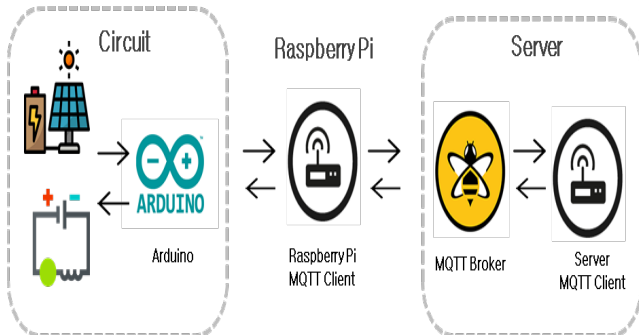 Circuit
Raspberry Pi
Server
ARDUINO
Arduino
Raspberry Pi
MQTT Client
MQTT Broker
Server
MQTT Client